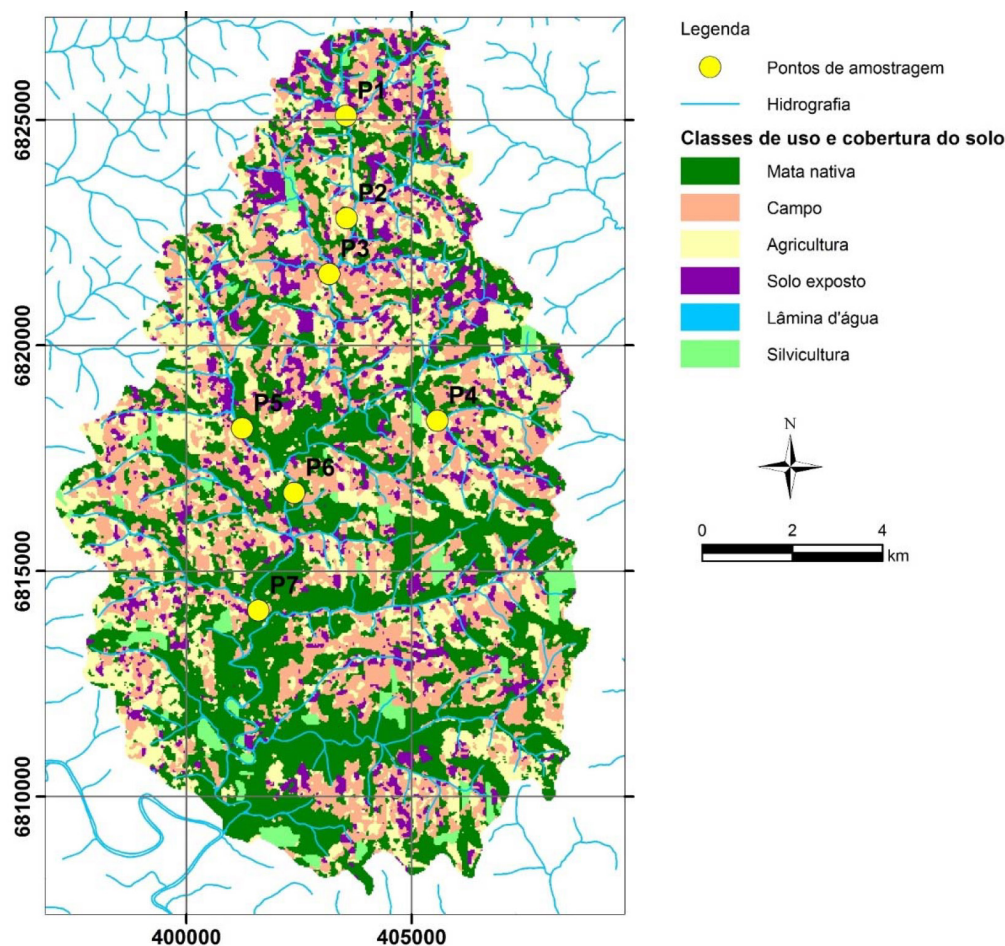 P1
P2
P3
P4
P5
P6
P7
6825000
6820000
6815000
6810000
400000
405000
Legenda
Pontos de amostragem
Hidrografia
Classes de uso e cobertura do solo
Mata nativa
Campo
Agricultura
Solo exposto
Lâmina d'água
Silvicultura
N
0 2 4
km